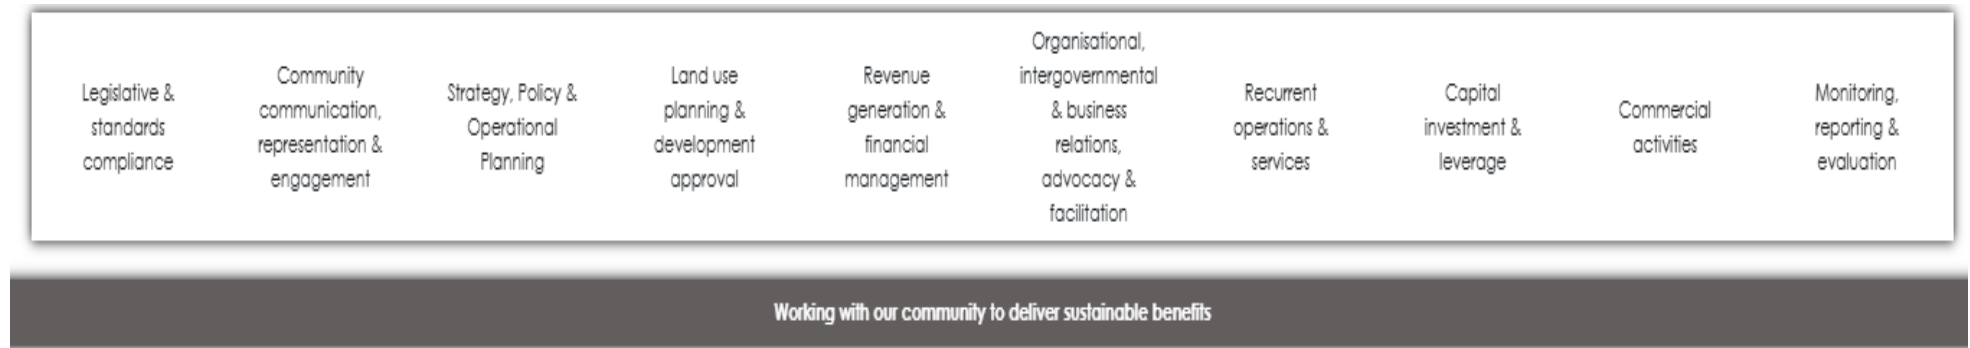 Legislative &
standards
compliance
Community
communication,
representation &
engagement
Strategy, Policy &
Operational
Planning
Land use
planning &
development
approval
Revenue
generation &
financial
management
Organisational,
intergovernmental
& business
relations,
advocacy &
facilitation
Recurrent
operations &
services
Capital
investment &
leverage
Commercial
activities
Monitoring,
reporting &
evaluation
Working with our community to deliver sustainable benefits